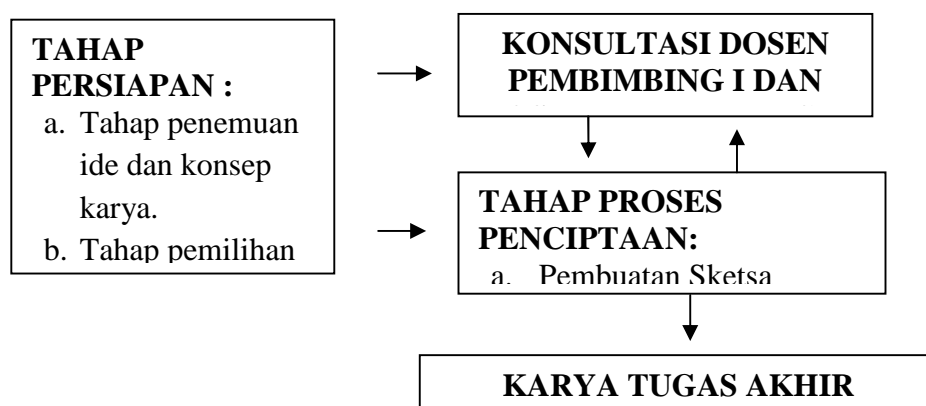 TAHAP
PERSIAPAN :
a. Tahap penemuan
ide dan konsep
karya.
b. Tahap pemilihan
KONSULTASI DOSEN
PEMBIMBING I DAN
TAHAP PROSES
PENCIPTAAN:
a. Pembuatan Sketsa
KARYA TUGAS AKHIR